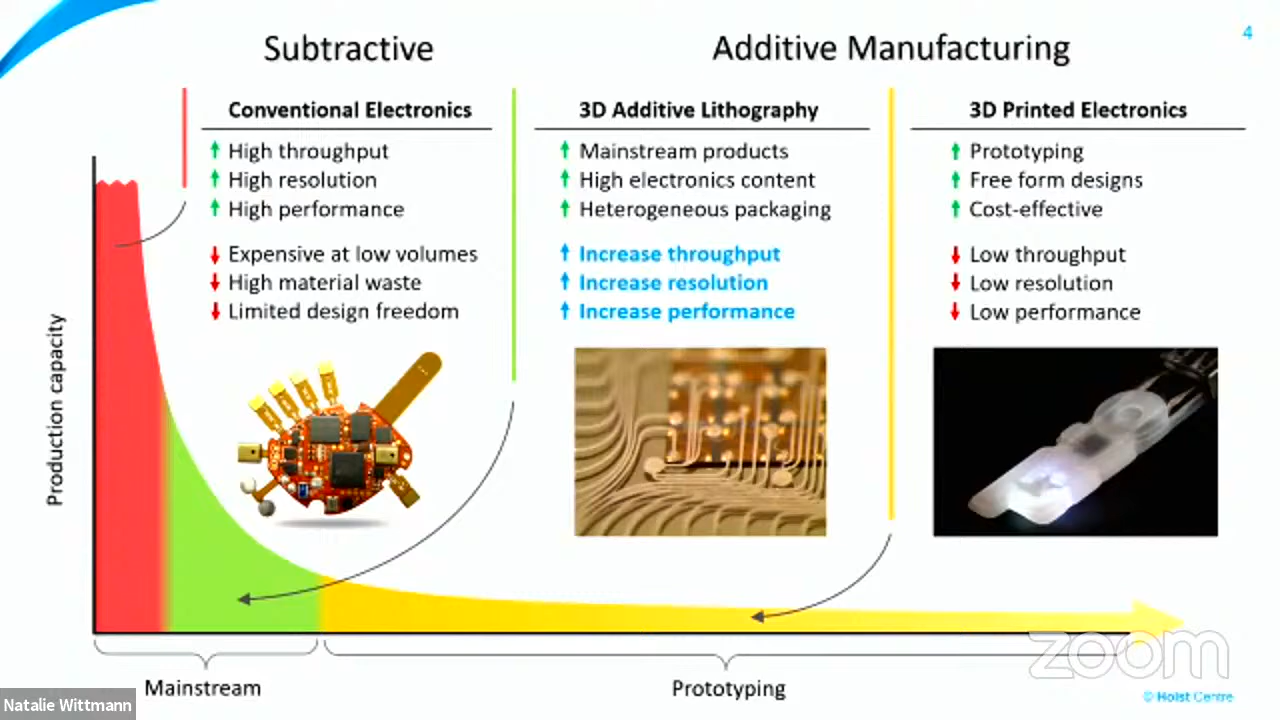 4
Subtractive
Additive Manufacturing
Conventional Electronics
High throughput
High resolution
High performance
Expensive at low volumes
High material waste
Limited design freedom
3D Additive Lithography
Mainstream products
High electronics content
Heterogeneous packaging
Increase throughput
Increase resolution
Increase performance
3D Printed Electronics
Prototyping
Free form designs
Cost-effective
Low throughput
Low resolution
Low performance
Production capacity
Mainstream
Prototyping
zoom
© Holst Centre
Natalie Wittmann